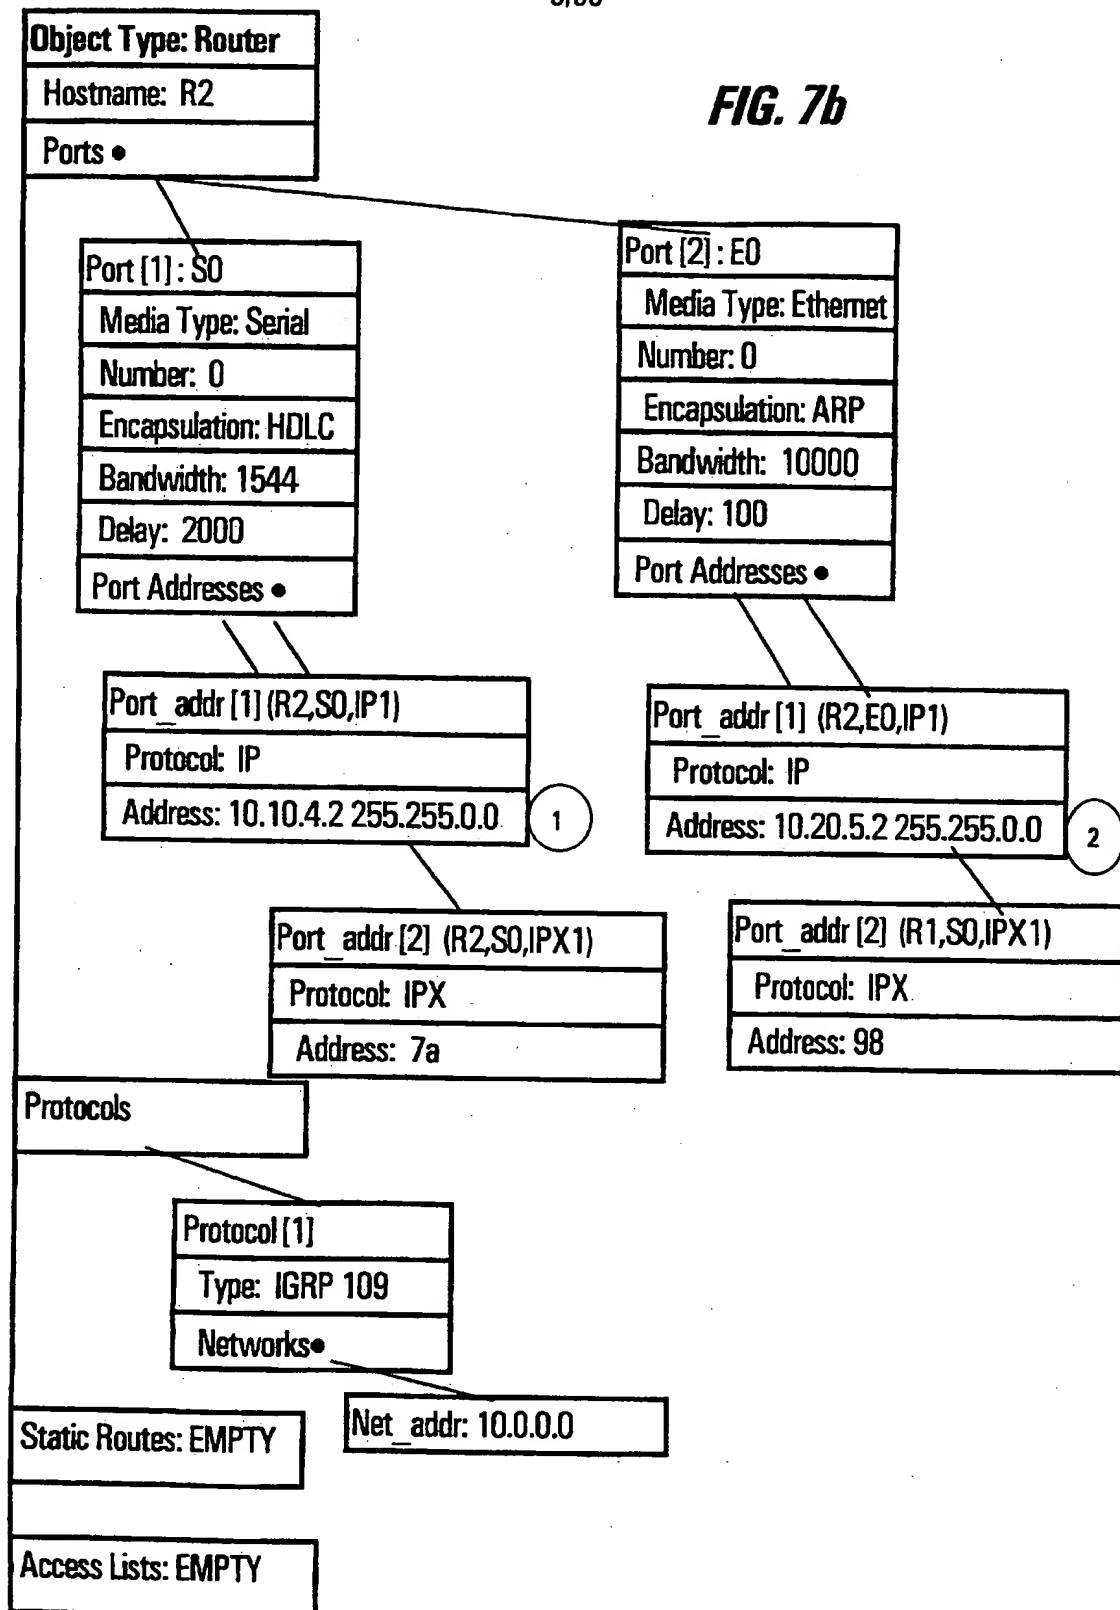 Object Type: Router
Hostname: R2
Ports •
FIG. 7b
Port [1] : S0
Media Type: Serial
Number: 0
Encapsulation: HDLC
Bandwidth: 1544
Delay: 2000
Port Addresses •
Port [2] : E0
Media Type: Ethernet
Number: 0
Encapsulation: ARP
Bandwidth: 10000
Delay: 100
Port Addresses •
Port_addr [1] (R2,S0,IP1)
Protocol: IP
Address: 10.10.4.2 255.255.0.0
1
Port_addr [1] (R2,E0,IP1)
Protocol: IP
Address: 10.20.5.2 255.255.0.0
2
Port_addr [2] (R2,S0,IPX1)
Protocol: IPX
Address: 7a
Port_addr [2] (R1,S0,IPX1)
Protocol: IPX
Address: 98
Protocols
Protocol [1]
Type: IGRP 109
Networks•
Net_addr: 10.0.0.0
Static Routes: EMPTY
Access Lists: EMPTY